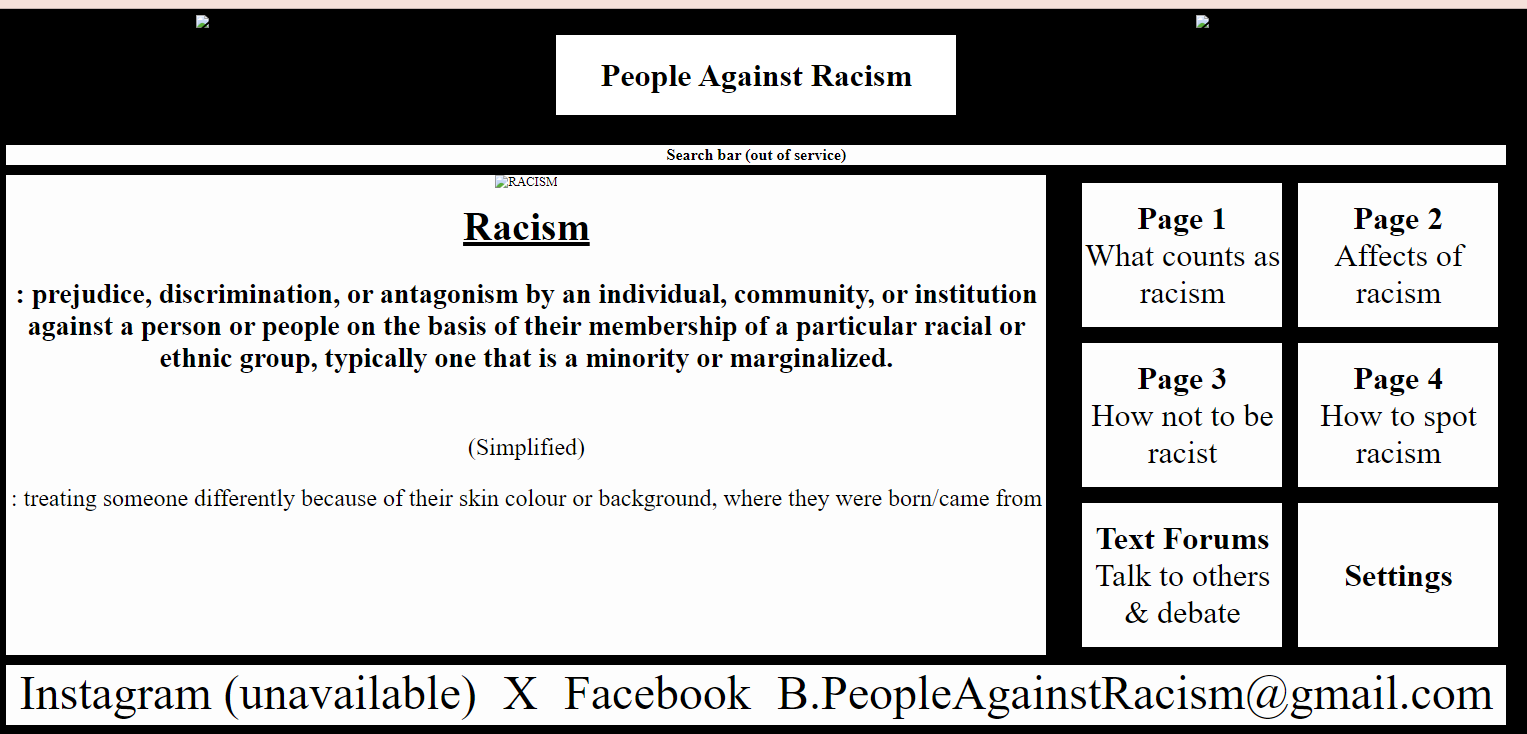 People Against Racism
Search bar (out of service)
RACISM
Racism
: prejudice, discrimination, or antagonism by an individual, community, or institution
against a person or people on the basis of their membership of a particular racial or
ethnic group, typically one that is a minority or marginalized.
(Simplified)
: treating someone differently because of their skin colour or background, where they were born/came from
Page 1
What counts as
racism
Page 2
Affects of
racism
Page 3
How not to be
racist
Page 4
How to spot
racism
Text Forums
Talk to others
& debate
Settings
Instagram (unavailable) X Facebook B.PeopleAgainstRacism@gmail.com